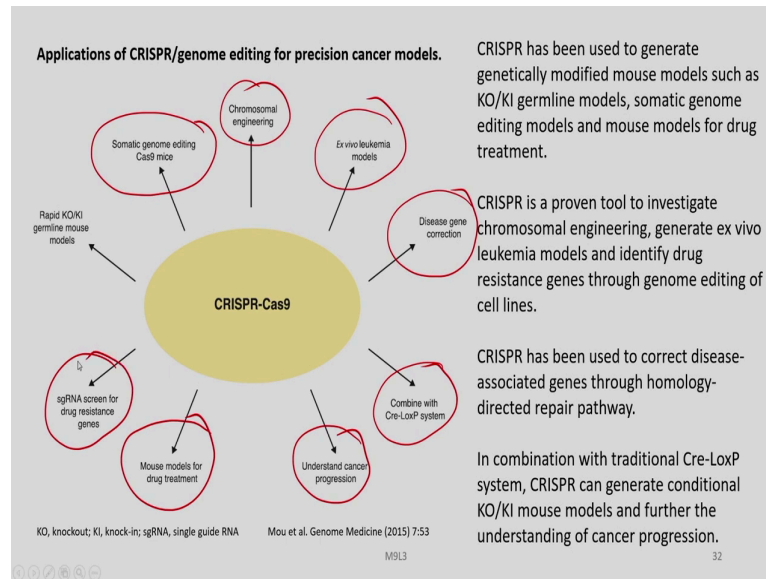 Applications of CRISPR/genome editing for precision cancer models.
Chromosomal
engineering
Somatic genome editing
Cas9 mice
Ex vivo leukemia
models
Rapid KO/KI
germline mouse
models
Disease gene
correction
CRISPR-Cas9
sgRNA screen for
drug resistance
genes
Combine with
Cre-LoxP system
Mouse models for
drug treatment
Understand cancer
progression
KO, knockout; KI, knock-in; sgRNA, single guide RNA
Mou et al. Genome Medicine (2015) 7:53
CRISPR has been used to generate
genetically modified mouse models such as
KO/KI germline models, somatic genome
editing models and mouse models for drug
treatment.
CRISPR is a proven tool to investigate
chromosomal engineering, generate ex vivo
leukemia models and identify drug
resistance genes through genome editing of
cell lines.
CRISPR has been used to correct disease-
associated genes through homology-
directed repair pathway.
In combination with traditional Cre-LoxP
system, CRISPR can generate conditional
KO/KI mouse models and further the
understanding of cancer progression.
M9L3
32